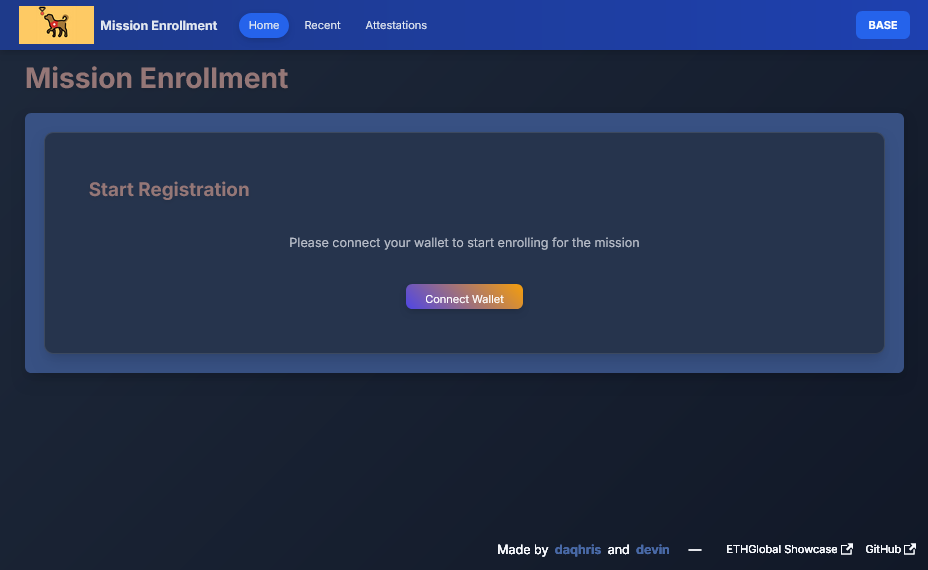 Mission Enrollment Home Recent Attestations BASE
Mission Enrollment
Start Registration
Please connect your wallet to start enrolling for the mission
Connect Wallet
Made by daqhris and devin — ETHGlobal Showcase GitHub